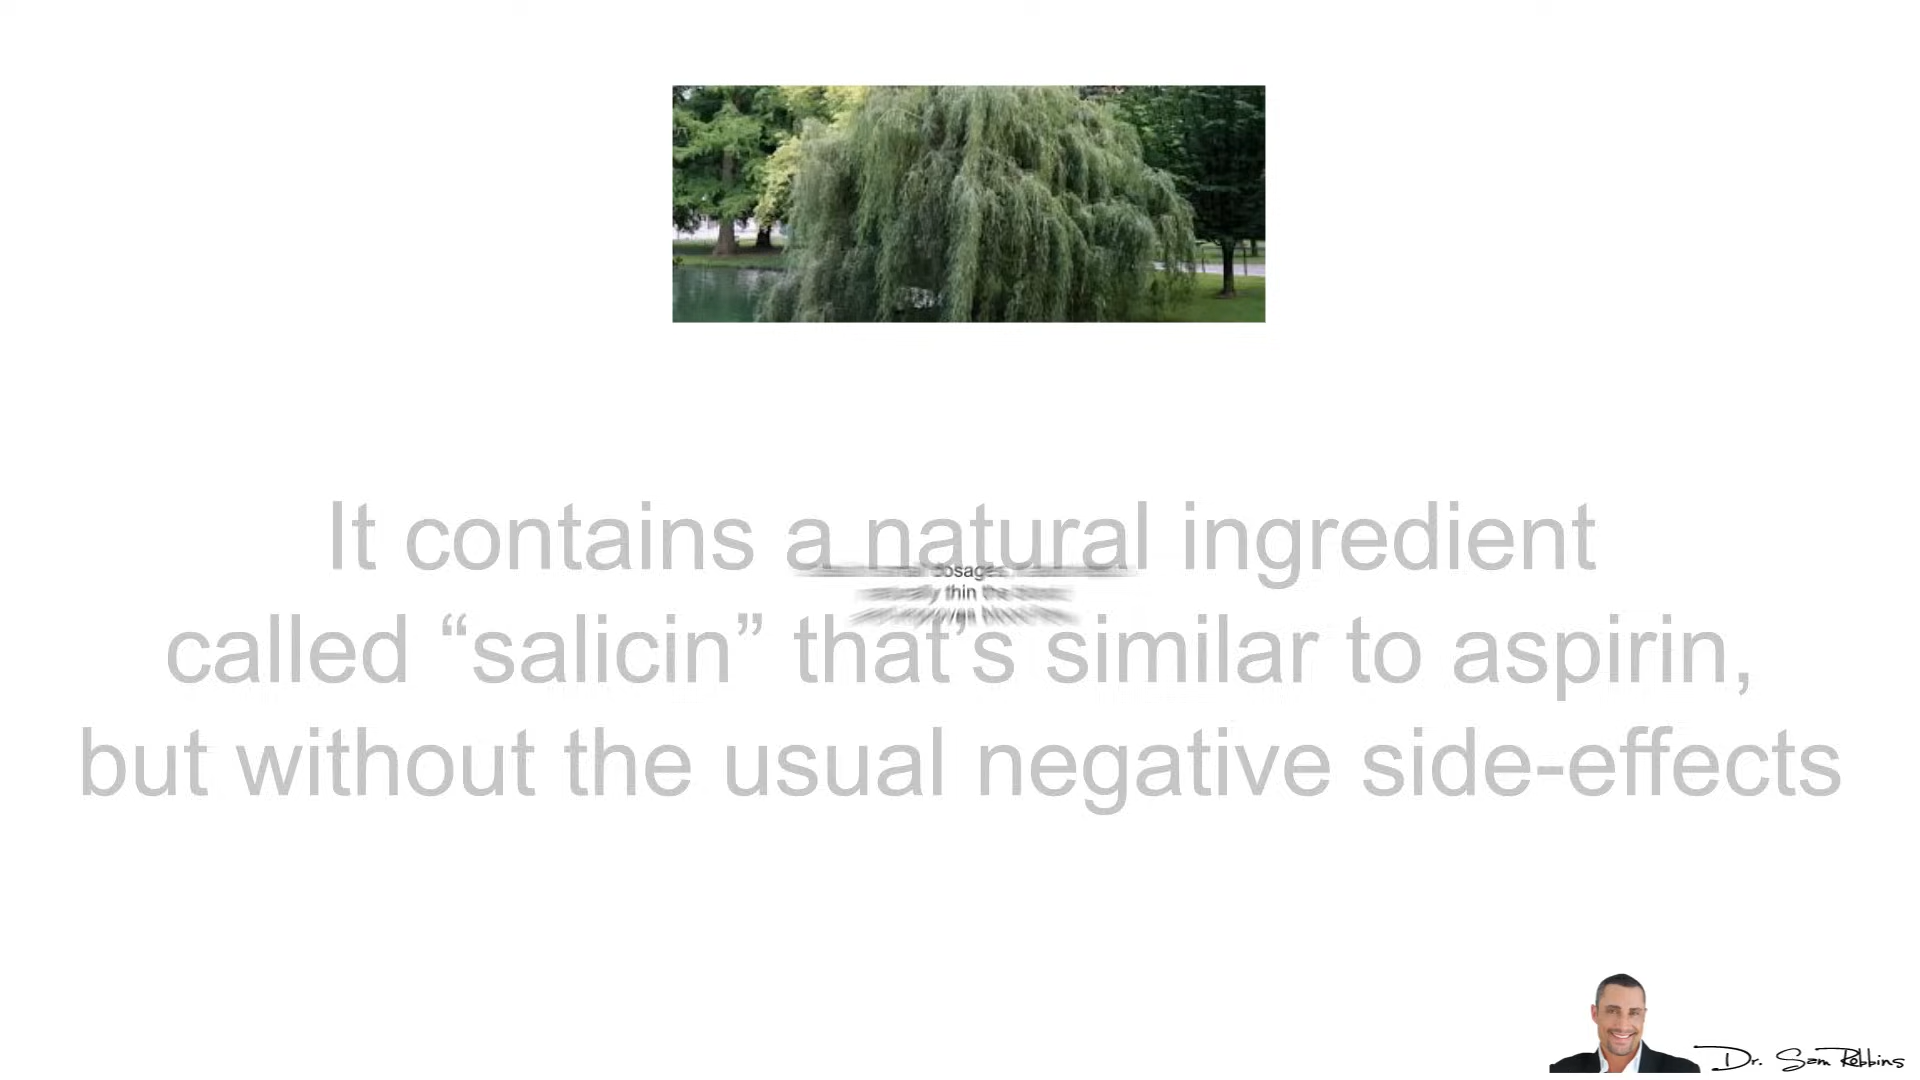 It contains a natural ingredient
thin the
called “salicin” that’s similar to aspirin,
but without the usual negative side-effects
Dr. Sam Robbins